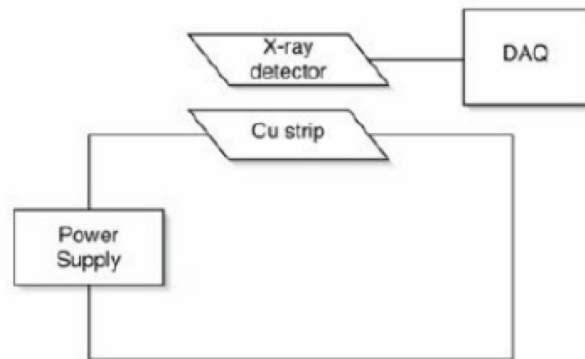 X-ray
detector
DAQ
Cu strip
Power
Supply